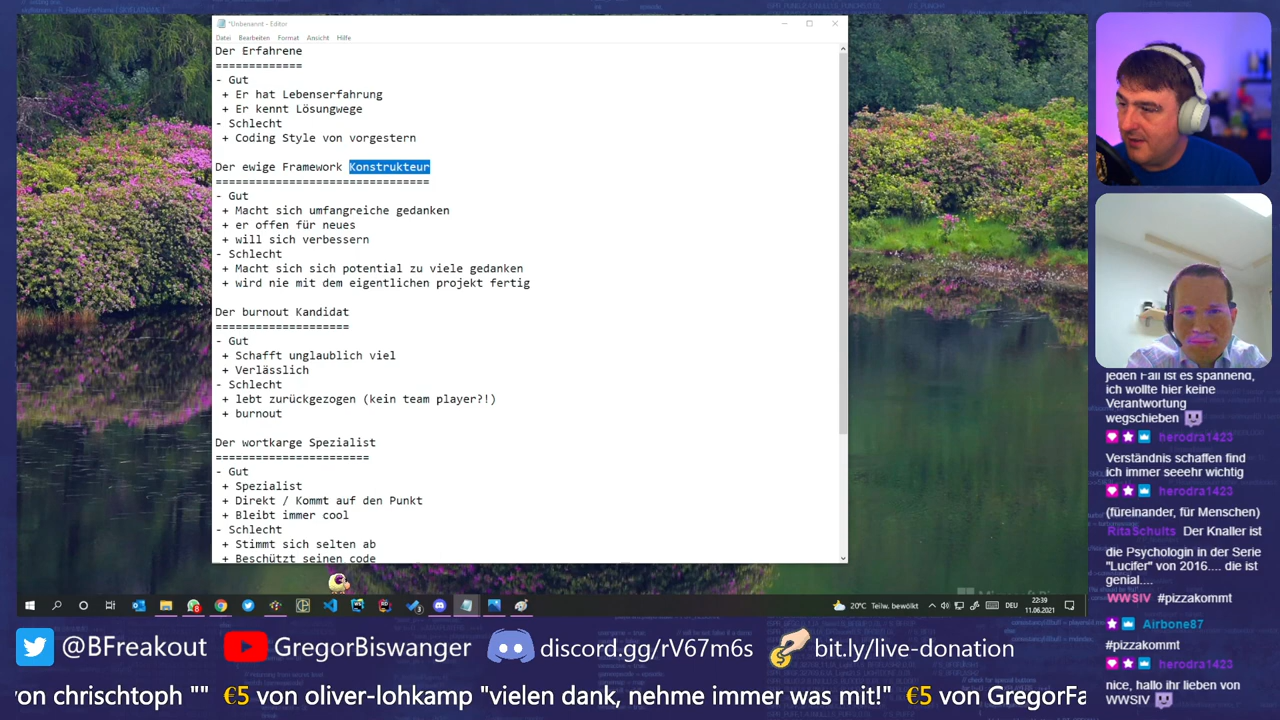 *Unbenannt - Editor
Datei Bearbeiten Format Ansicht Hilfe
Der Erfahrene
=============
- Gut
+ Er hat Lebenserfahrung
+ Er kennt Lösungwege
- Schlecht
+ Coding Style von vorgestern
Der ewige Framework Konstrukteur
================================
- Gut
+ Macht sich umfangreiche gedanken
+ er offen für neues
+ will sich verbessern
- Schlecht
+ Macht sich sich potential zu viele gedanken
+ wird nie mit dem eigentlichen projekt fertig
Der burnout Kandidat
====================
- Gut
+ Schafft unglaublich viel
+ Verlässlich
- Schlecht
+ lebt zurückgezogen (kein team player?!)
+ burnout
Der wortkarge Spezialist
=======================
- Gut
+ Spezialist
+ Direkt / Kommt auf den Punkt
+ Bleibt immer cool
- Schlecht
+ Stimmt sich selten ab
+ Beschützt seinen code
20°C Teilw. bewölkt
DEU
22:39
11.06.2021
jeden Fall ist es spannend,
ich wollte hier keine
Verantwortung
wegschieben
herodra1423
Verständnis schaffen find
ich immer seeehr wichtig
herodra1423
(füreinander, für Menschen)
RitaSchults Der Knaller ist
die Psychologin in der Serie
"Lucifer" von 2016.... die ist
genial....
WWSIV #pizzakommt
Airbone87
#pizzakommt
herodra1423
nice, hallo ihr lieben von
WWSIV
@BFreakout
GregorBiswanger
discord.gg/rV67m6s
bit.ly/live-donation
on chrischtoph "" €5 von oliver-lohkamp "vielen dank, nehme immer was mit!" €5 von GregorFa